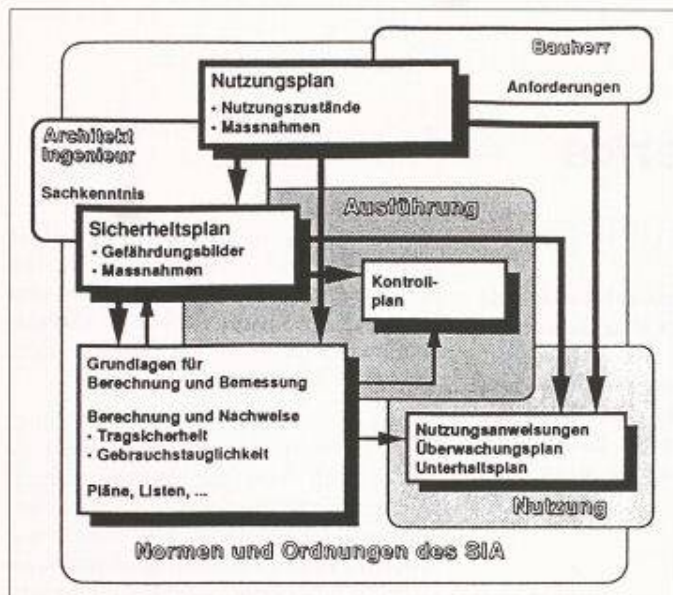 Bauherr
Anforderungen
Nutzungsplan
- Nutzungszustände
- Massnahmen
Architekt
Ingenieur
Sachkenntnis
Ausführung
Sicherheitsplan
- Gefährdungsbilder
- Massnahmen
Kontroll-
plan
Grundlagen für
Berechnung und Bemessung
Berechnung und Nachweise
- Tragsicherheit
- Gebrauchstauglichkeit
Pläne, Listen, ...
Nutzungsanweisungen
Überwachungsplan
Unterhaltsplan
Nutzung
Normen und Ordnungen des SIA